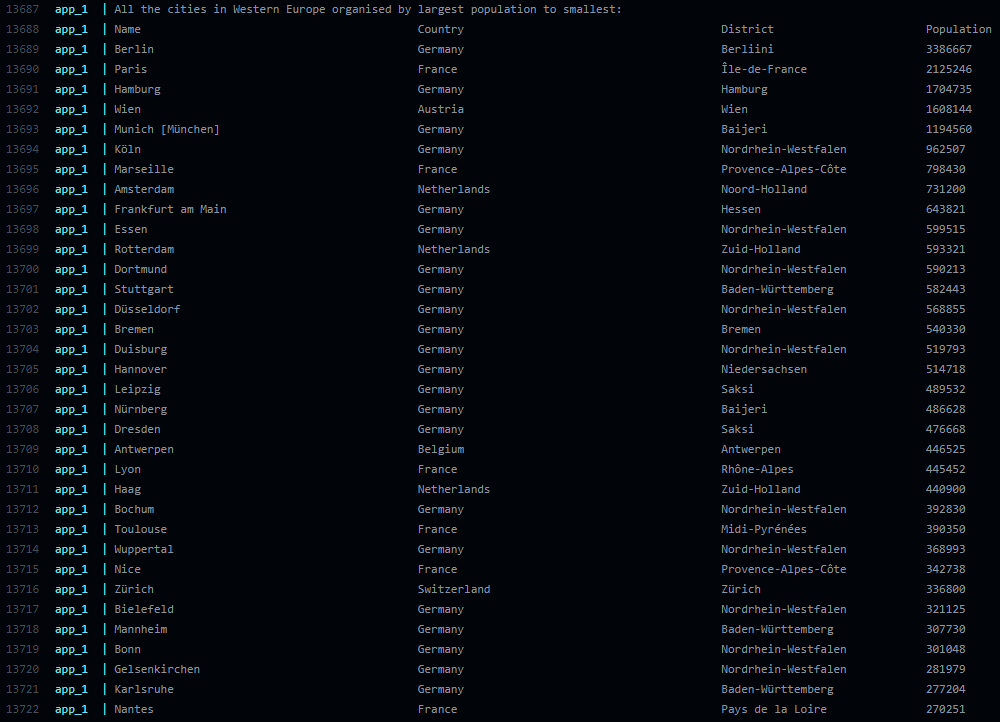 13687 app_1 | All the cities in Western Europe organised by largest population to smallest:
13688 app_1 | Name Country District Population
13689 app_1 | Berlin Germany Berliini 3386667
13690 app_1 | Paris France Île-de-France 2125246
13691 app_1 | Hamburg Germany Hamburg 1704735
13692 app_1 | Wien Austria Wien 1608144
13693 app_1 | Munich [München] Germany Baijeri 1194560
13694 app_1 | Köln Germany Nordrhein-Westfalen 962507
13695 app_1 | Marseille France Provence-Alpes-Côte 798430
13696 app_1 | Amsterdam Netherlands Noord-Holland 731200
13697 app_1 | Frankfurt am Main Germany Hessen 643821
13698 app_1 | Essen Germany Nordrhein-Westfalen 599515
13699 app_1 | Rotterdam Netherlands Zuid-Holland 593321
13700 app_1 | Dortmund Germany Nordrhein-Westfalen 590213
13701 app_1 | Stuttgart Germany Baden-Württemberg 582443
13702 app_1 | Düsseldorf Germany Nordrhein-Westfalen 568855
13703 app_1 | Bremen Germany Bremen 540330
13704 app_1 | Duisburg Germany Nordrhein-Westfalen 519793
13705 app_1 | Hannover Germany Niedersachsen 514718
13706 app_1 | Leipzig Germany Saksi 489532
13707 app_1 | Nürnberg Germany Baijeri 486628
13708 app_1 | Dresden Germany Saksi 476668
13709 app_1 | Antwerpen Belgium Antwerpen 446525
13710 app_1 | Lyon France Rhône-Alpes 445452
13711 app_1 | Haag Netherlands Zuid-Holland 440900
13712 app_1 | Bochum Germany Nordrhein-Westfalen 392830
13713 app_1 | Toulouse France Midi-Pyrénées 390350
13714 app_1 | Wuppertal Germany Nordrhein-Westfalen 368993
13715 app_1 | Nice France Provence-Alpes-Côte 342738
13716 app_1 | Zürich Switzerland Zürich 336800
13717 app_1 | Bielefeld Germany Nordrhein-Westfalen 321125
13718 app_1 | Mannheim Germany Baden-Württemberg 307730
13719 app_1 | Bonn Germany Nordrhein-Westfalen 301048
13720 app_1 | Gelsenkirchen Germany Nordrhein-Westfalen 281979
13721 app_1 | Karlsruhe Germany Baden-Württemberg 277204
13722 app_1 | Nantes France Pays de la Loire 270251